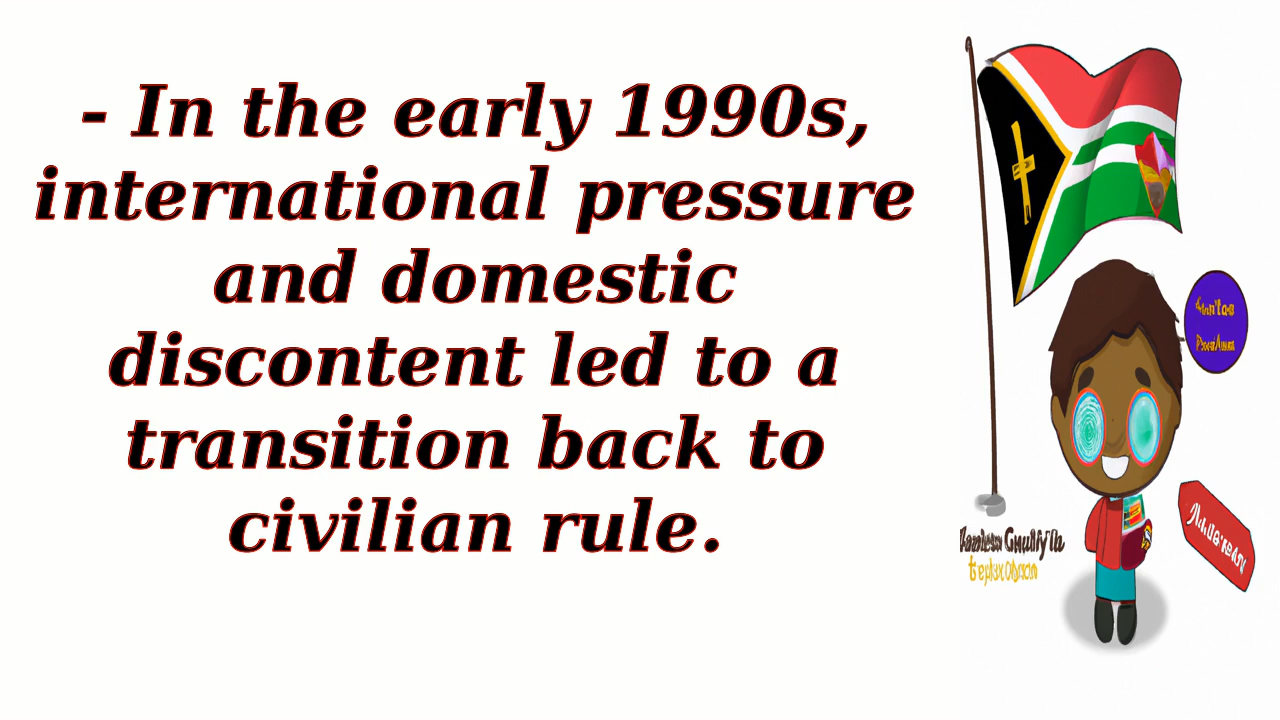 - In the early 1990s,
international pressure
and domestic
discontent led to a
transition back to
civilian rule.